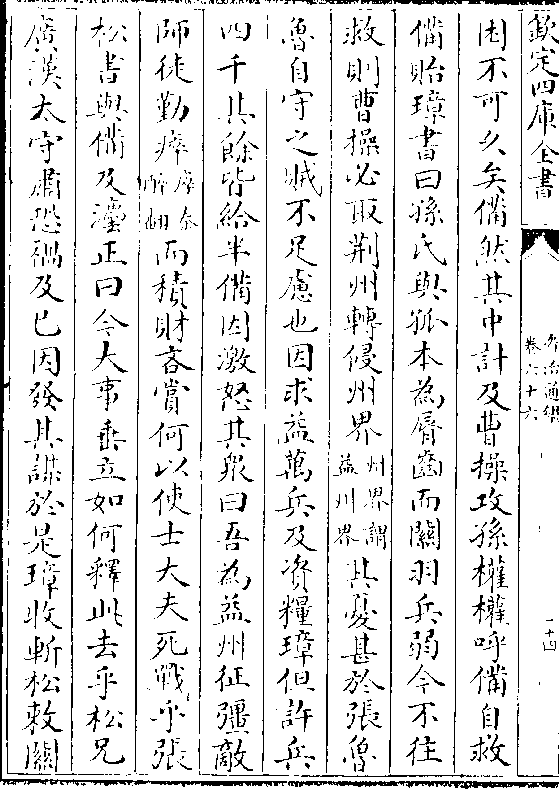 欽定四庫全書
資治通鑑
卷六十六
十四
困不可久矣備然其中計及曹操攻孫權權呼備自救
備貽璋書曰孫氏與孤本為脣齒而關羽兵弱今不往
救則曹操必取荆州轉侵州界州界謂益州界其憂甚於張魯
魯自守之賊不足慮也因求益萬兵及資糧璋但許兵
四千其餘皆給半備因激怒其衆曰吾為益州征彊敵
師徒勤瘁瘁秦醉翻而積財吝賞何以使士大夫死戰乎張
松書與備及灋正曰今大事垂立如何釋此去乎松兄
廣漢太守肅恐禍及已因發其謀於是璋收斬松敕關